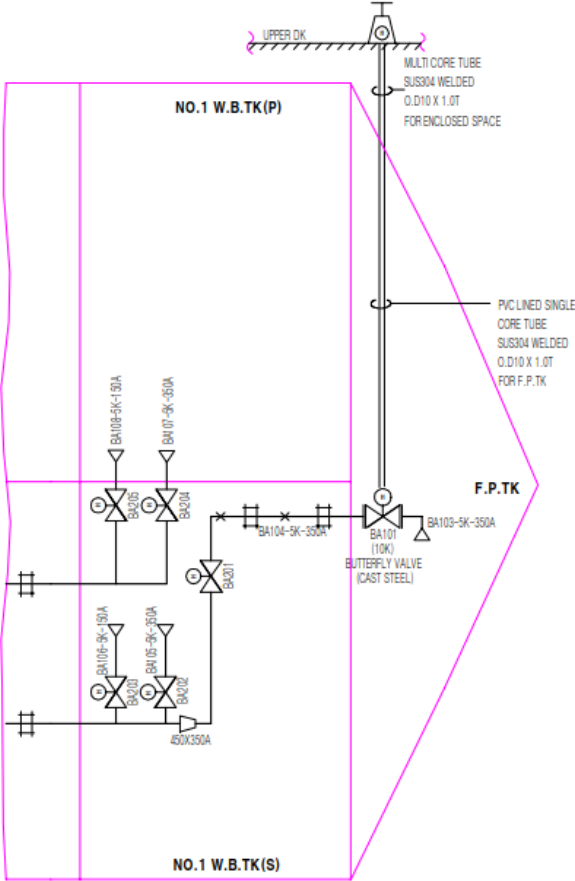 UPPER DK
H
MULTI CORE TUBE
SUS304 WELDED
O.D10 X 1.0T
FOR ENCLOSED SPACE
NO.1 W.B.TK(P)
PVC LINED SINGLE
CORE TUBE
SUS304 WELDED
O.D10 X 1.0T
FOR F.P.TK
BA108-5K-150A
BA107-5K-350A
F.P.TK
H
BA205
H
BA204
H
BA104-5K-350A
BA103-5K-350A
BA101
(10K)
BUTTERFLY VALVE
(CAST STEEL)
H
BA201
BA106-5K-150A
BA105-5K-350A
H
BA203
H
BA202
450X350A
NO.1 W.B.TK(S)